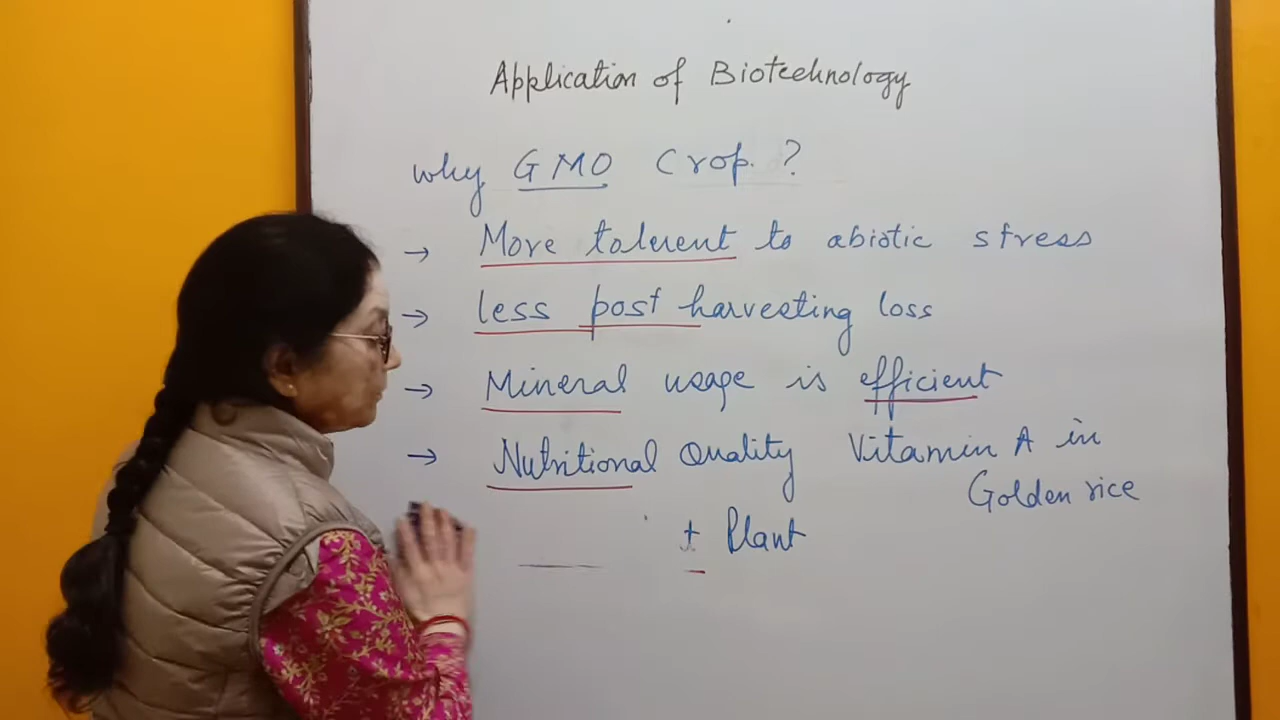 Application of Biotechnology
why GMO Crop. ?
→ More tolerent to abiotic stress
→ less post harvesting loss
→ Mineral usage is efficient
→ Nutritional Quality Vitamin A in
Golden rice
+ Plant